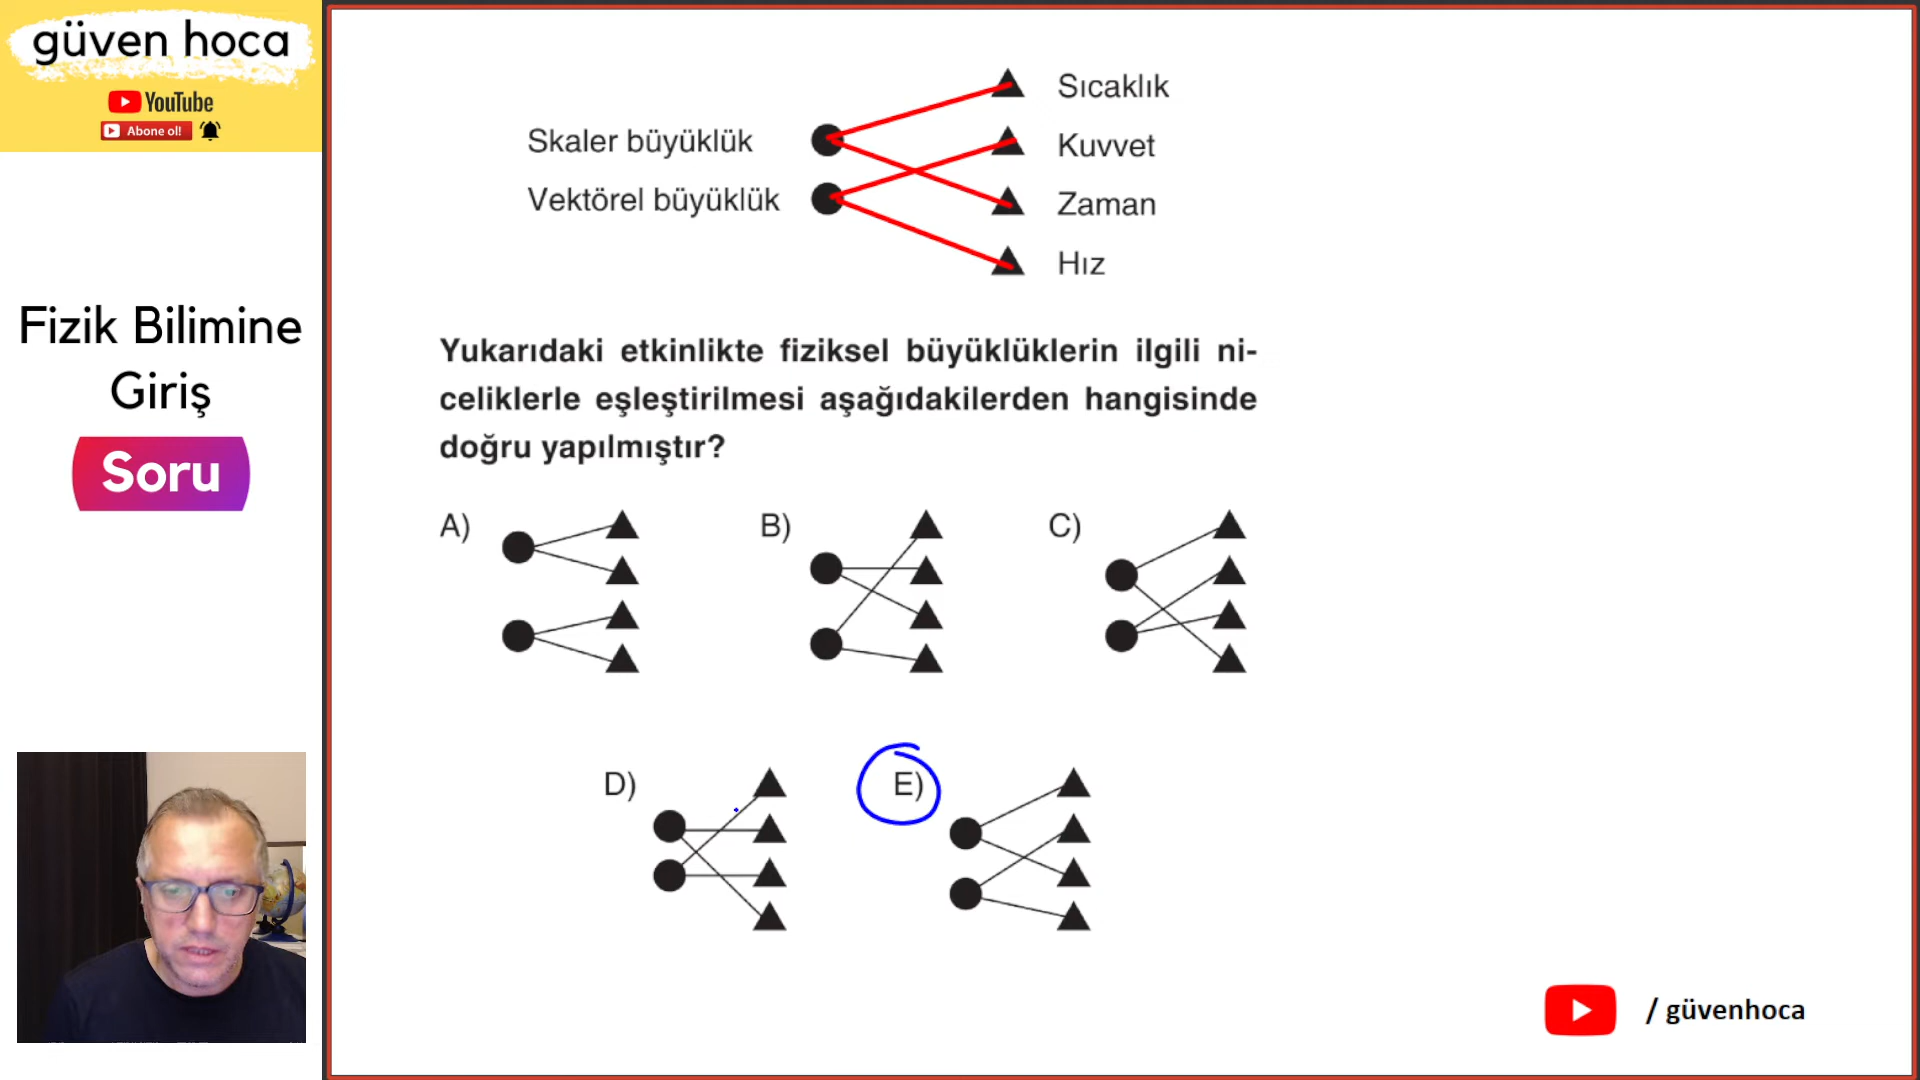 güven hoca
YouTube
Abone ol!
Fizik Bilimine
Giriş
Soru
Sıcaklık
Skaler büyüklük
Kuvvet
Vektörel büyüklük
Zaman
Hız
Yukarıdaki etkinlikte fiziksel büyüklüklerin ilgili ni-
celiklerle eşleştirilmesi aşağıdakilerden hangisinde
doğru yapılmıştır?
A)
B)
C)
D)
E)
/ güvenhoca